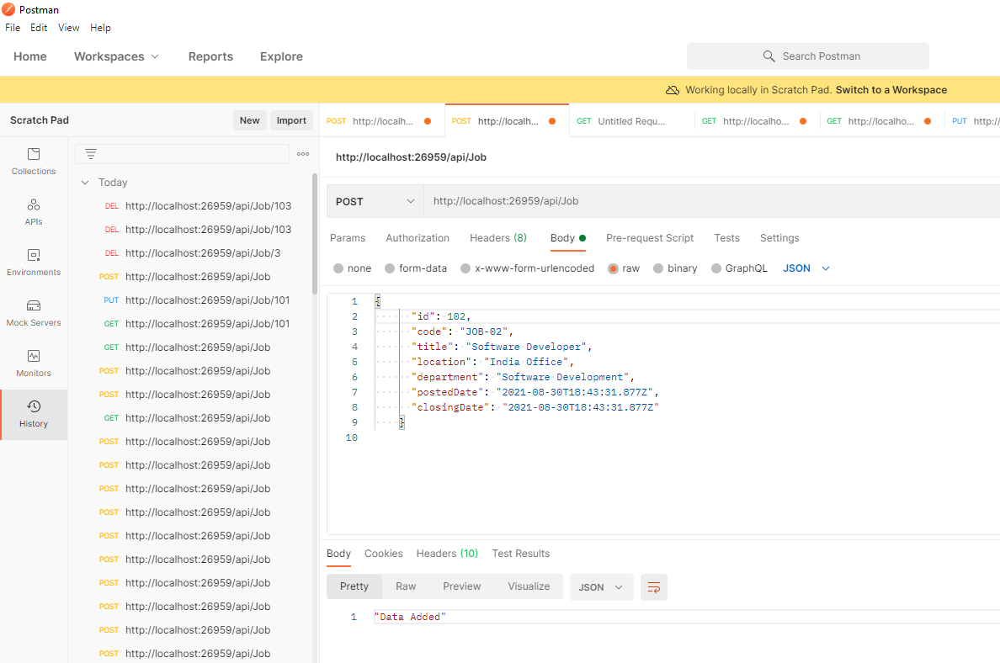 Postman
File Edit View Help
Home Workspaces Reports Explore Search Postman
Working locally in Scratch Pad. Switch to a Workspace
Scratch Pad New Import
POST http://localh... POST http://localh... GET Untitled Requ... GET http://localho... GET http://localho... PUT http:/
http://localhost:26959/api/Job
Collections
APIs
Environments
Mock Servers
Monitors
History
Today
DEL http://localhost:26959/api/Job/103
DEL http://localhost:26959/api/Job/103
DEL http://localhost:26959/api/Job/3
POST http://localhost:26959/api/Job
PUT http://localhost:26959/api/Job/101
GET http://localhost:26959/api/Job/101
GET http://localhost:26959/api/Job
POST http://localhost:26959/api/Job
POST http://localhost:26959/api/Job
GET http://localhost:26959/api/Job
POST http://localhost:26959/api/Job
POST http://localhost:26959/api/Job
POST http://localhost:26959/api/Job
POST http://localhost:26959/api/Job
POST http://localhost:26959/api/Job
POST http://localhost:26959/api/Job
POST http://localhost:26959/api/Job
POST http://localhost:26959/api/Job
POST http://localhost:26959/api/Job
POST http://localhost:26959/api/Job
POST http://localhost:26959/api/Job
Params Authorization Headers (8) Body Pre-request Script Tests Settings
none form-data x-www-form-urlencoded raw binary GraphQL JSON
1 {
2 "id": 102,
3 "code": "JOB-02",
4 "title": "Software Developer",
5 "location": "India Office",
6 "department": "Software Development",
7 "postedDate": "2021-08-30T18:43:31.877Z",
8 "closingDate": "2021-08-30T18:43:31.877Z"
9 }
10
Body Cookies Headers (10) Test Results
Pretty Raw Preview Visualize JSON
1 "Data Added"